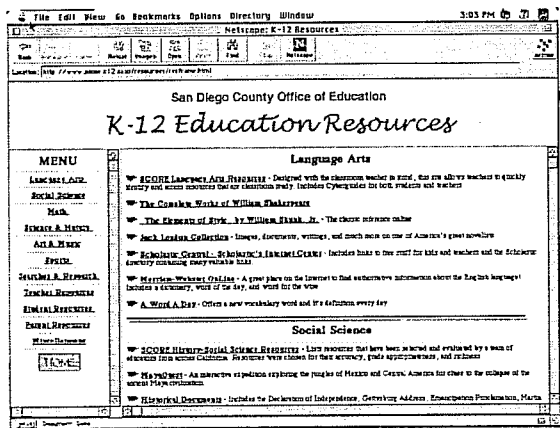 File Edit View Go Bookmarks Options Directory Window 3:03 PM
Netscape: K-12 Resources
Back Reload Images Open Find Netscape
Location: http://www
San Diego County Office of Education
K-12 Education Resources
MENU
Language Arts
Social Science
Math
Science & History
Art & Music
Sports
Searches & Research
Teacher Resources
Student Resources
Parent Resources
HOME
Language Arts
SCORE Language Arts Resources - Designed with the classroom teacher in mind, this site allows teachers to quickly
identify and access resources that are classroom ready. Includes Cyberguides for both students and teachers
The Complete Works of William Shakespeare
The Elements of Style, by William Strunk, Jr. - The classic reference online
Jack London Collection - Images, documents, writings, and much more on one of America's great novelists
Scholastic Central - Scholastic's Internet Center - Includes links to free stuff for kids and teachers and the Scholastic
directory containing many valuable links
Merriam-Webster OnLine - A great place on the Internet to find authoritative information about the English language!
Includes a dictionary, word of the day, and word for the wise
A Word A Day - Offers a new vocabulary word and it's definition every day
Social Science
SCORE History-Social Science Resources - Lists resources that have been selected and evaluated by a team of
educators from across California. Resources were chosen for their accuracy, grade appropriateness, and richness
MayaQuest - An interactive expedition exploring the jungles of Mexico and Central America for clues to the collapse of the
ancient Maya civilization.
Historical Documents - Includes the Declaration of Independence, Gettysburg Address, Emancipation Proclamation, Martin
Document: Done